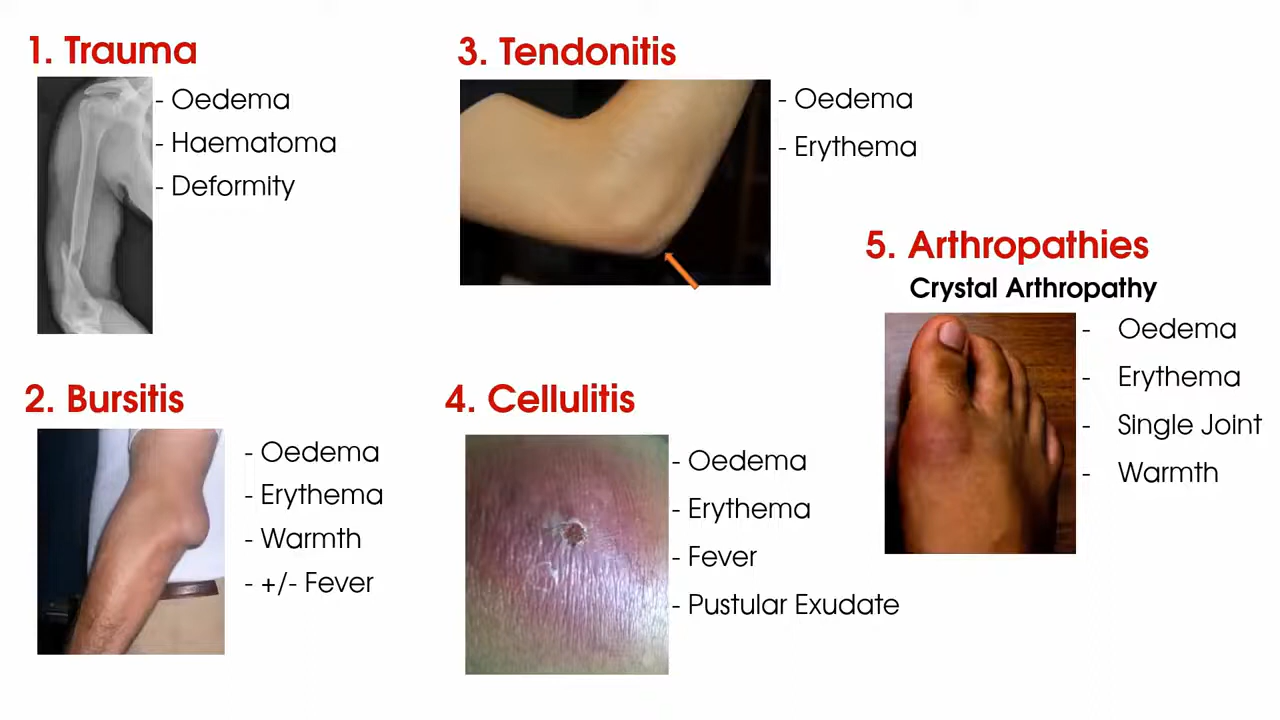 1. Trauma
- Oedema
- Haematoma
- Deformity
2. Bursitis
- Oedema
- Erythema
- Warmth
- +/- Fever
3. Tendonitis
- Oedema
- Erythema
4. Cellulitis
- Oedema
- Erythema
- Fever
- Pustular Exudate
5. Arthropathies
Crystal Arthropathy
- Oedema
- Erythema
- Single Joint
- Warmth